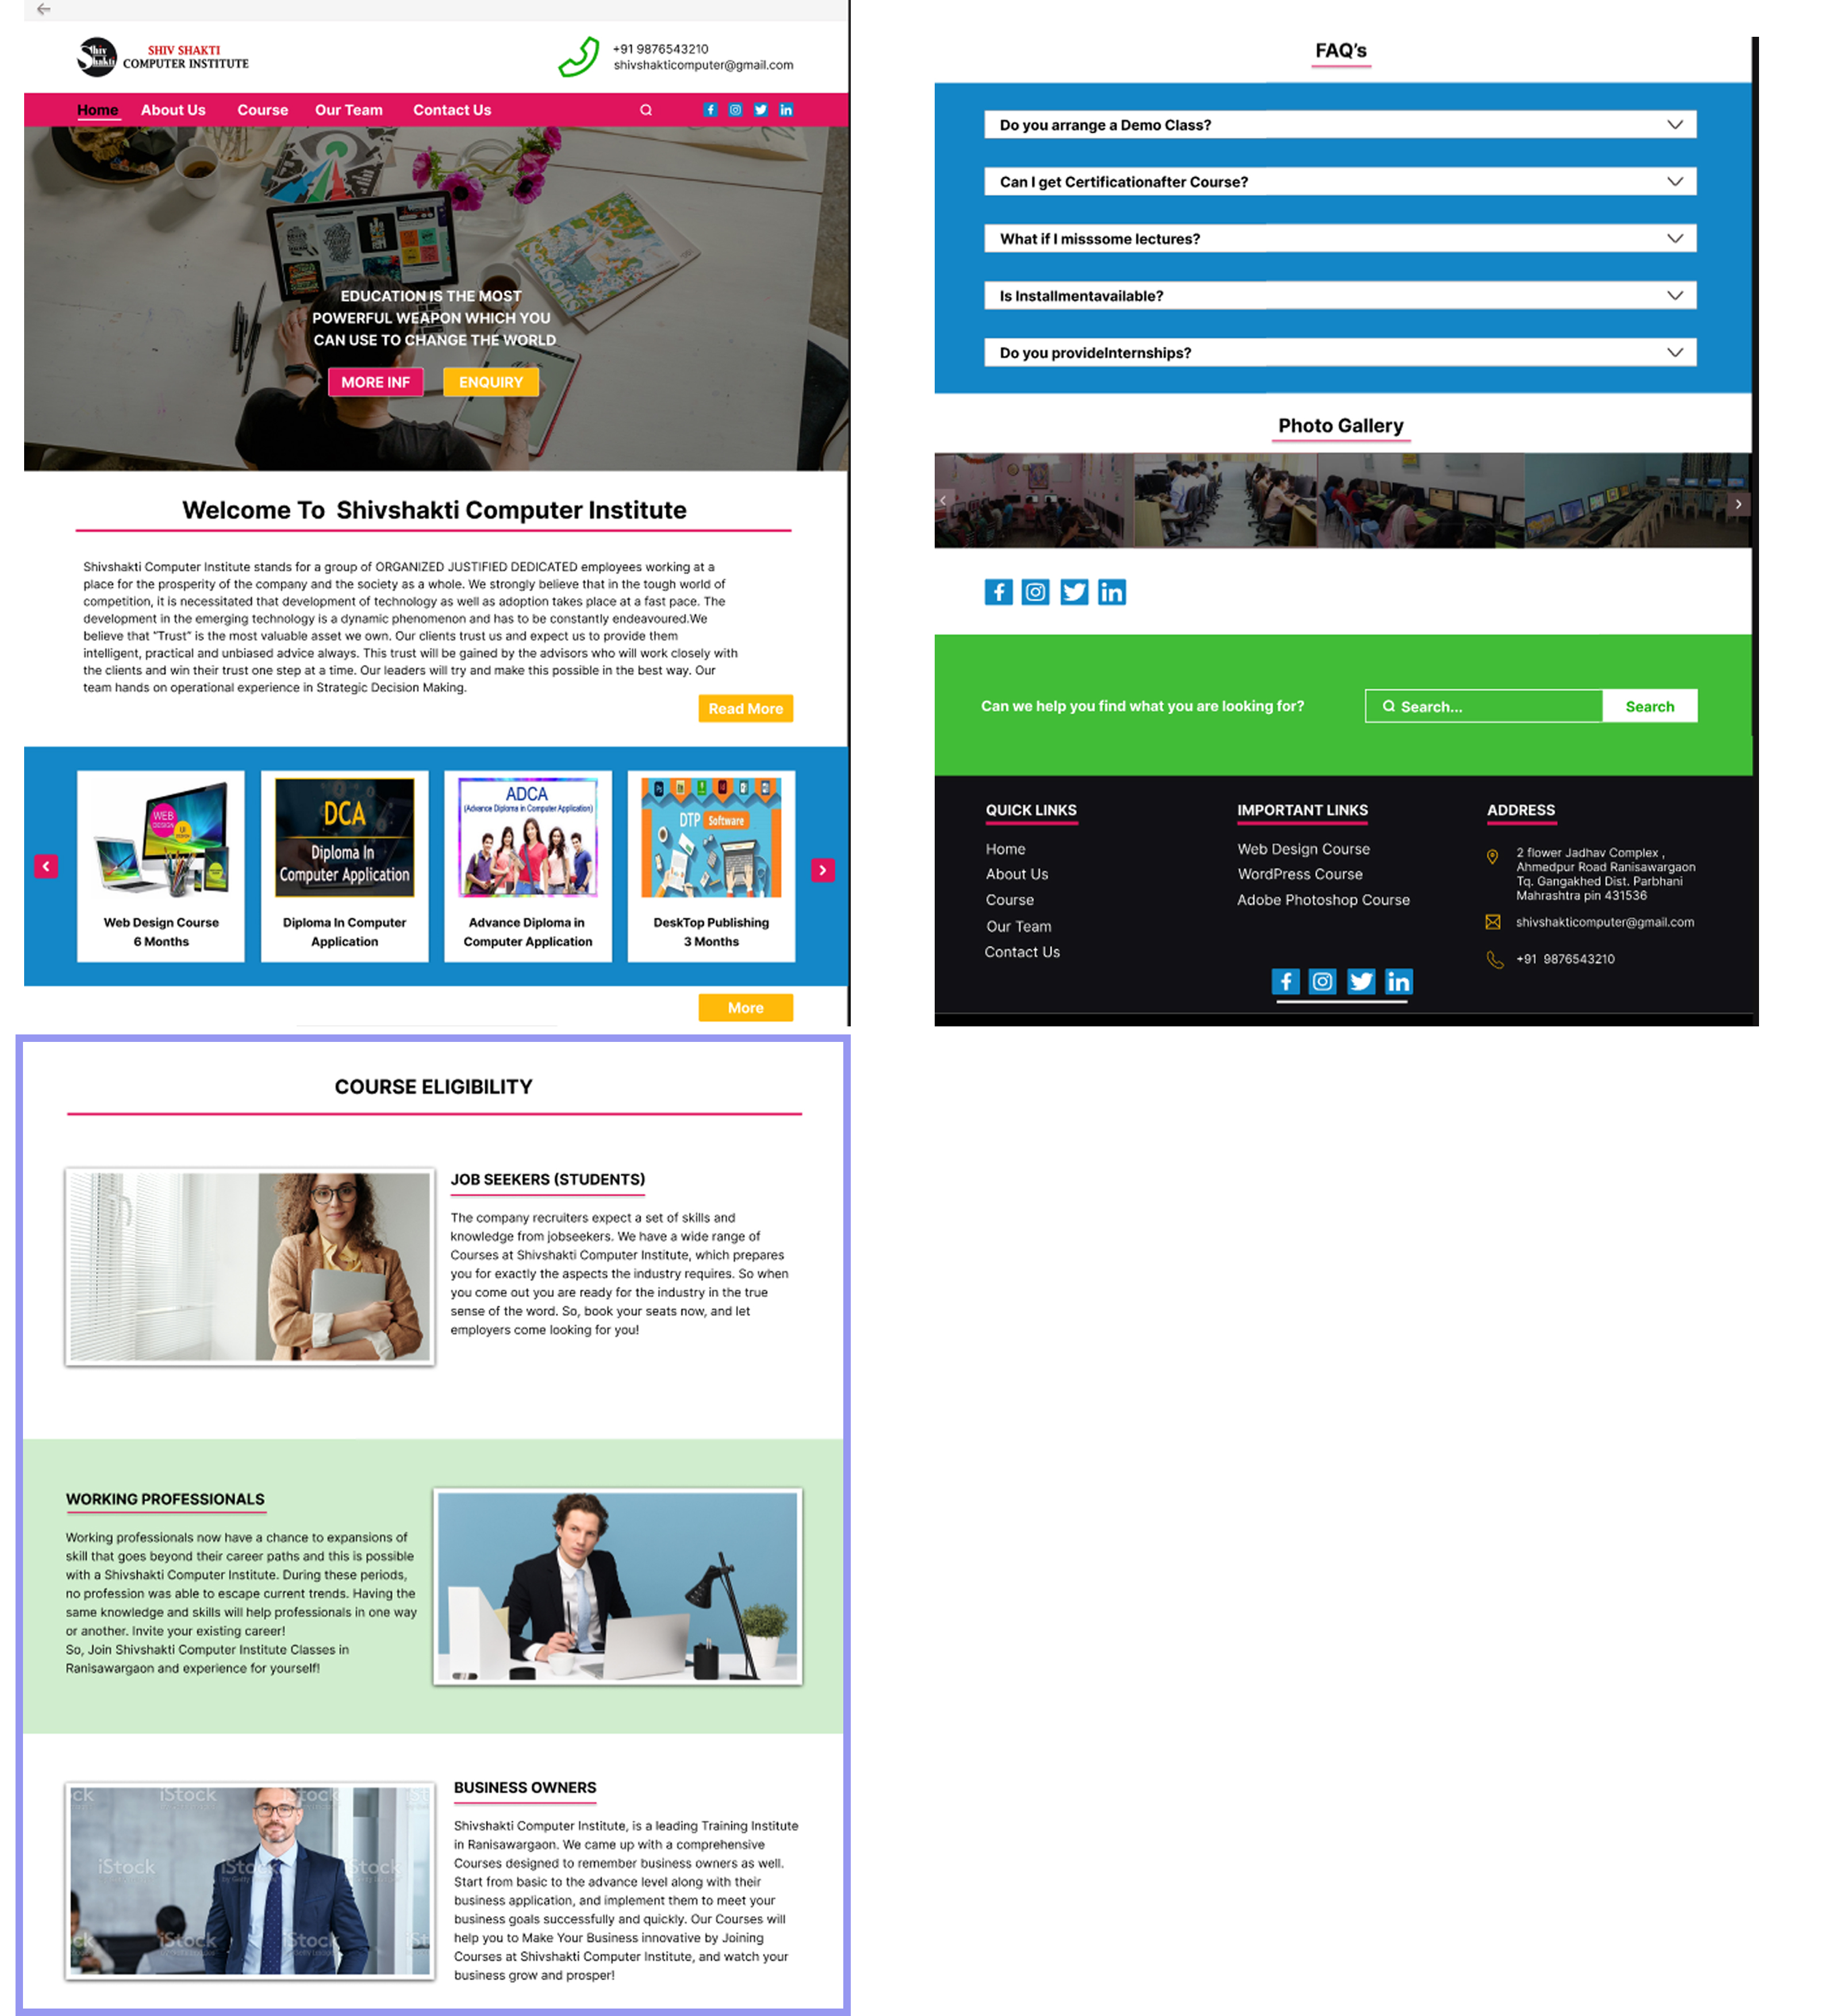 Shiv
Shakti
SHIV SHAKTI
COMPUTER INSTITUTE
+91 9876543210
shivshakticomputer@gmail.com
Home About Us Course Our Team Contact Us
EDUCATION IS THE MOST
POWERFUL WEAPON WHICH YOU
CAN USE TO CHANGE THE WORLD
MORE INF ENQUIRY
Welcome To Shivshakti Computer Institute
Shivshakti Computer Institute stands for a group of ORGANIZED JUSTIFIED DEDICATED employees working at a
place for the prosperity of the company and the society as a whole. We strongly believe that in the tough world of
competition, it is necessitated that development of technology as well as adoption takes place at a fast pace. The
development in the emerging technology is a dynamic phenomenon and has to be constantly endeavoured.We
believe that "Trust" is the most valuable asset we own. Our clients trust us and expect us to provide them
intelligent, practical and unbiased advice always. This trust will be gained by the advisors who will work closely with
the clients and win their trust one step at a time. Our leaders will try and make this possible in the best way. Our
team hands on operational experience in Strategic Decision Making.
Read More
WEB
DESIGN
UI
DESIGN
Web Design Course
6 Months
DCA
Diploma In
Computer Application
Diploma In Computer
Application
ADCA
(Advance Diploma in Computer Application)
Advance Diploma in
Computer Application
DTP Software
DeskTop Publishing
3 Months
More
COURSE ELIGIBILITY
JOB SEEKERS (STUDENTS)
The company recruiters expect a set of skills and
knowledge from jobseekers. We have a wide range of
Courses at Shivshakti Computer Institute, which prepares
you for exactly the aspects the industry requires. So when
you come out you are ready for the industry in the true
sense of the word. So, book your seats now, and let
employers come looking for you!
WORKING PROFESSIONALS
Working professionals now have a chance to expansions of
skill that goes beyond their career paths and this is possible
with a Shivshakti Computer Institute. During these periods,
no profession was able to escape current trends. Having the
same knowledge and skills will help professionals in one way
or another. Invite your existing career!
So, Join Shivshakti Computer Institute Classes in
Ranisawargaon and experience for yourself!
iStock
iStock
iStock
iStock
iStock
iStock
BUSINESS OWNERS
Shivshakti Computer Institute, is a leading Training Institute
in Ranisawargaon. We came up with a comprehensive
Courses designed to remember business owners as well.
Start from basic to the advance level along with their
business application, and implement them to meet your
business goals successfully and quickly. Our Courses will
help you to Make Your Business innovative by Joining
Courses at Shivshakti Computer Institute, and watch your
business grow and prosper!
FAQ's
Do you arrange a Demo Class?
Can I get Certificationafter Course?
What if I misssome lectures?
Is Installmentavailable?
Do you provideInternships?
Photo Gallery
Can we help you find what you are looking for?
Search...
Search
QUICK LINKS
Home
About Us
Course
Our Team
Contact Us
IMPORTANT LINKS
Web Design Course
WordPress Course
Adobe Photoshop Course
ADDRESS
2 flower Jadhav Complex ,
Ahmedpur Road Ranisawargaon
Tq. Gangakhed Dist. Parbhani
Mahrashtra pin 431536
shivshakticomputer@gmail.com
+91 9876543210